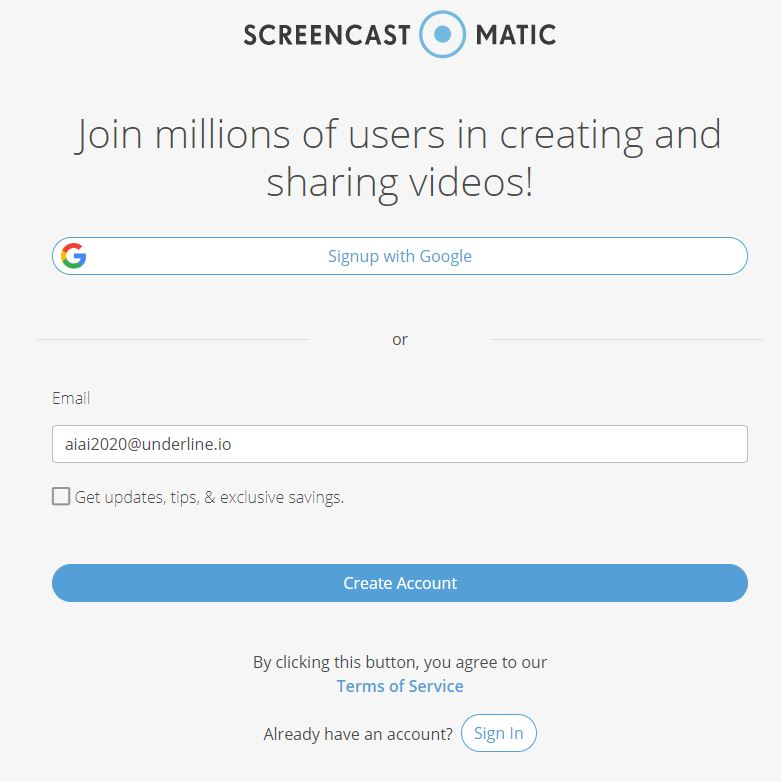 SCREENCAST MATIC
Join millions of users in creating and
sharing videos!
Signup with Google
or
Email
aiai2020@underline.io
Get updates, tips, & exclusive savings.
Create Account
By clicking this button, you agree to our
Terms of Service
Already have an account? Sign In